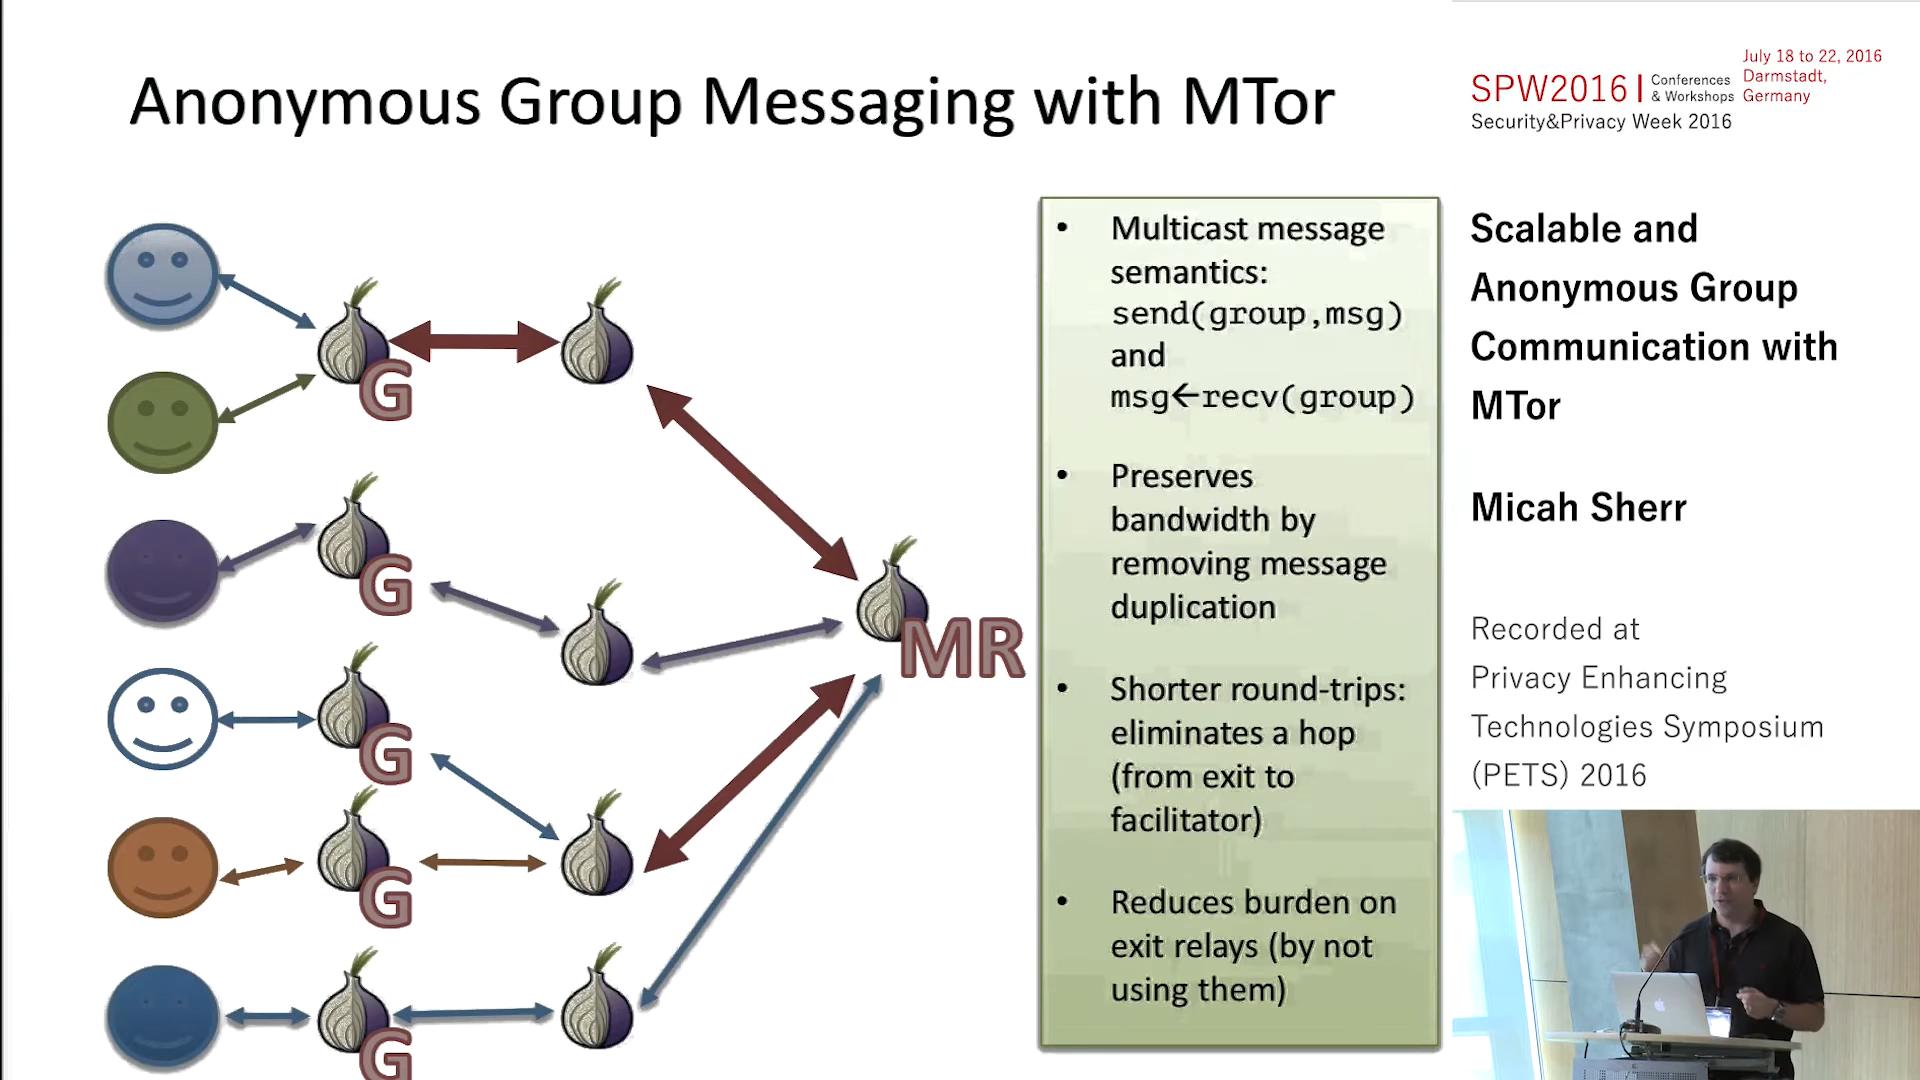 Anonymous Group Messaging with MTor
G
G
G
G
G
MR
• Multicast message
semantics:
send(group,msg)
and
msg←recv(group)
• Preserves
bandwidth by
removing message
duplication
• Shorter round-trips:
eliminates a hop
(from exit to
facilitator)
• Reduces burden on
exit relays (by not
using them)
SPW2016 | Conferences
& Workshops
July 18 to 22, 2016
Darmstadt,
Germany
Security&Privacy Week 2016
Scalable and
Anonymous Group
Communication with
MTor
Micah Sherr
Recorded at
Privacy Enhancing
Technologies Symposium
(PETS) 2016